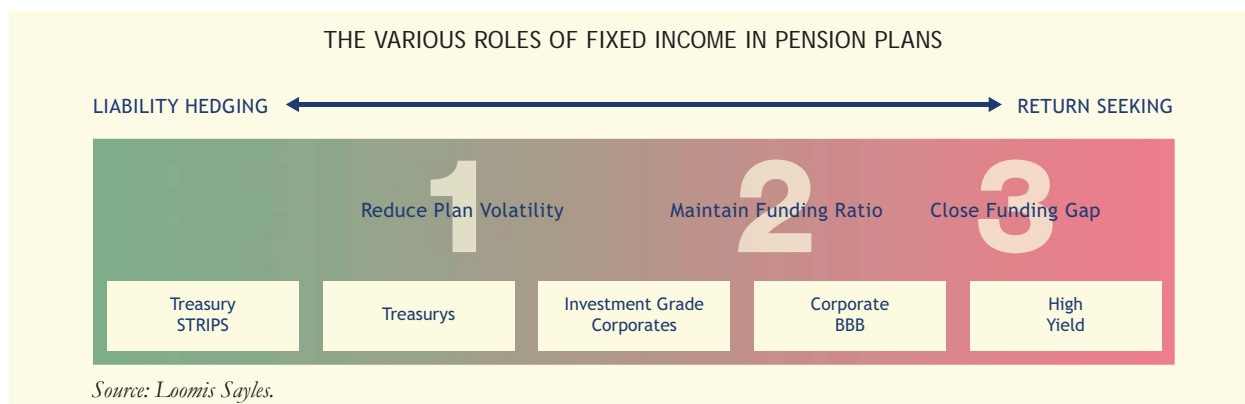 THE VARIOUS ROLES OF FIXED INCOME IN PENSION PLANS
LIABILITY HEDGING
RETURN SEEKING
1
Reduce Plan Volatility
2
Maintain Funding Ratio
3
Close Funding Gap
Treasury
STRIPS
Treasurys
Investment Grade
Corporates
Corporate
BBB
High
Yield
Source: Loomis Sayles.